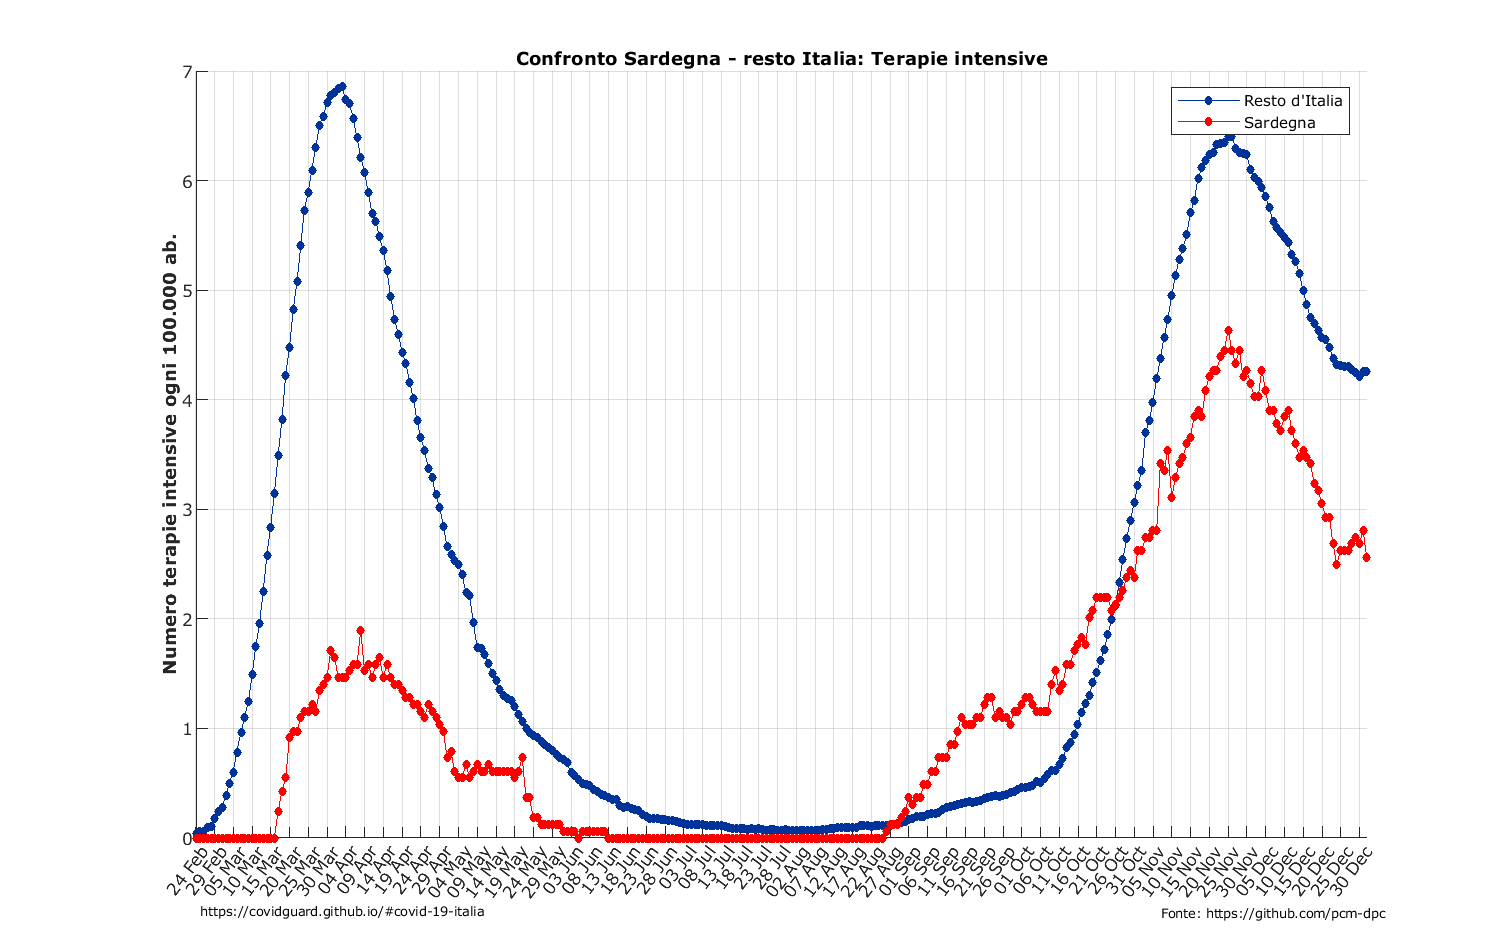 Confronto Sardegna - resto Italia: Terapie intensive
Resto d'Italia
Sardegna
Numero terapie intensive ogni 100.000 ab.
7
6
5
4
3
2
1
0
24 Feb
29 Feb
05 Mar
10 Mar
15 Mar
20 Mar
25 Mar
30 Mar
04 Apr
09 Apr
14 Apr
19 Apr
24 Apr
29 Apr
04 May
09 May
14 May
19 May
24 May
29 May
03 Jun
08 Jun
13 Jun
18 Jun
23 Jun
28 Jun
03 Jul
08 Jul
13 Jul
18 Jul
23 Jul
28 Jul
02 Aug
07 Aug
12 Aug
17 Aug
22 Aug
27 Aug
01 Sep
06 Sep
11 Sep
16 Sep
21 Sep
26 Sep
01 Oct
06 Oct
11 Oct
16 Oct
21 Oct
26 Oct
31 Oct
05 Nov
10 Nov
15 Nov
20 Nov
25 Nov
30 Nov
05 Dec
10 Dec
15 Dec
20 Dec
25 Dec
30 Dec
https://covidguard.github.io/#covid-19-italia
Fonte: https://github.com/pcm-dpc